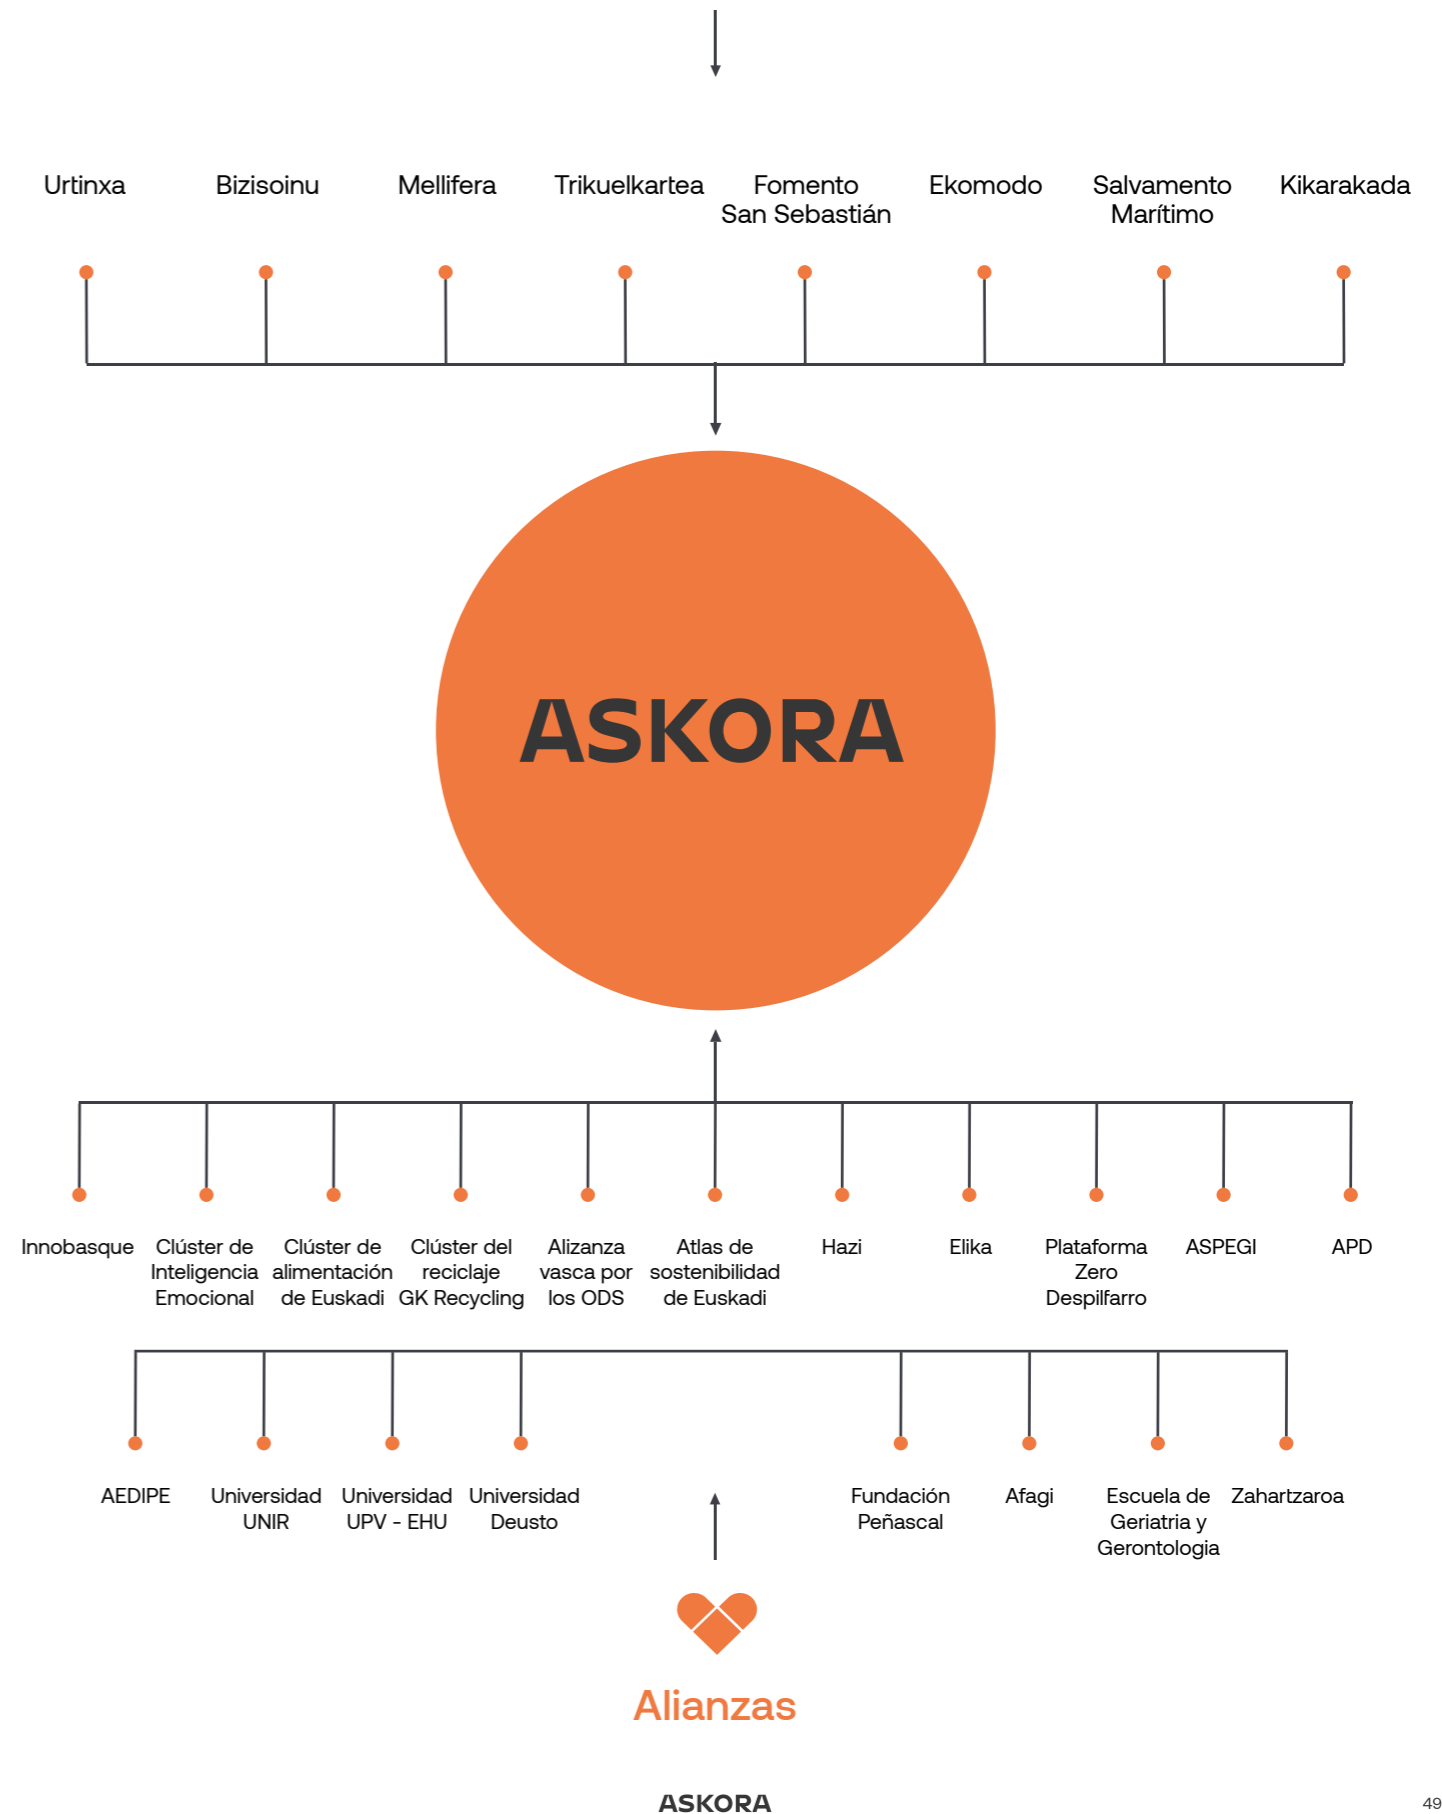 Urtinxa
Bizisoinu
Mellifera
Trikuelkartea
Fomento
San Sebastián
Ekomodo
Salvamento
Marítimo
Kikarakada
ASKORA
Innobasque
Clúster de
Inteligencia
Emocional
Clúster de
alimentación
de Euskadi
Clúster del
reciclaje
GK Recycling
Alizanza
vasca por
los ODS
Atlas de
sostenibilidad
de Euskadi
Hazi
Elika
Plataforma
Zero
Despilfarro
ASPEGI
APD
AEDIPE
Universidad
UNIR
Universidad
UPV - EHU
Universidad
Deusto
Fundación
Peñascal
Afagi
Escuela de
Geriatria y
Gerontologia
Zahartzaroa
Alianzas
ASKORA
49